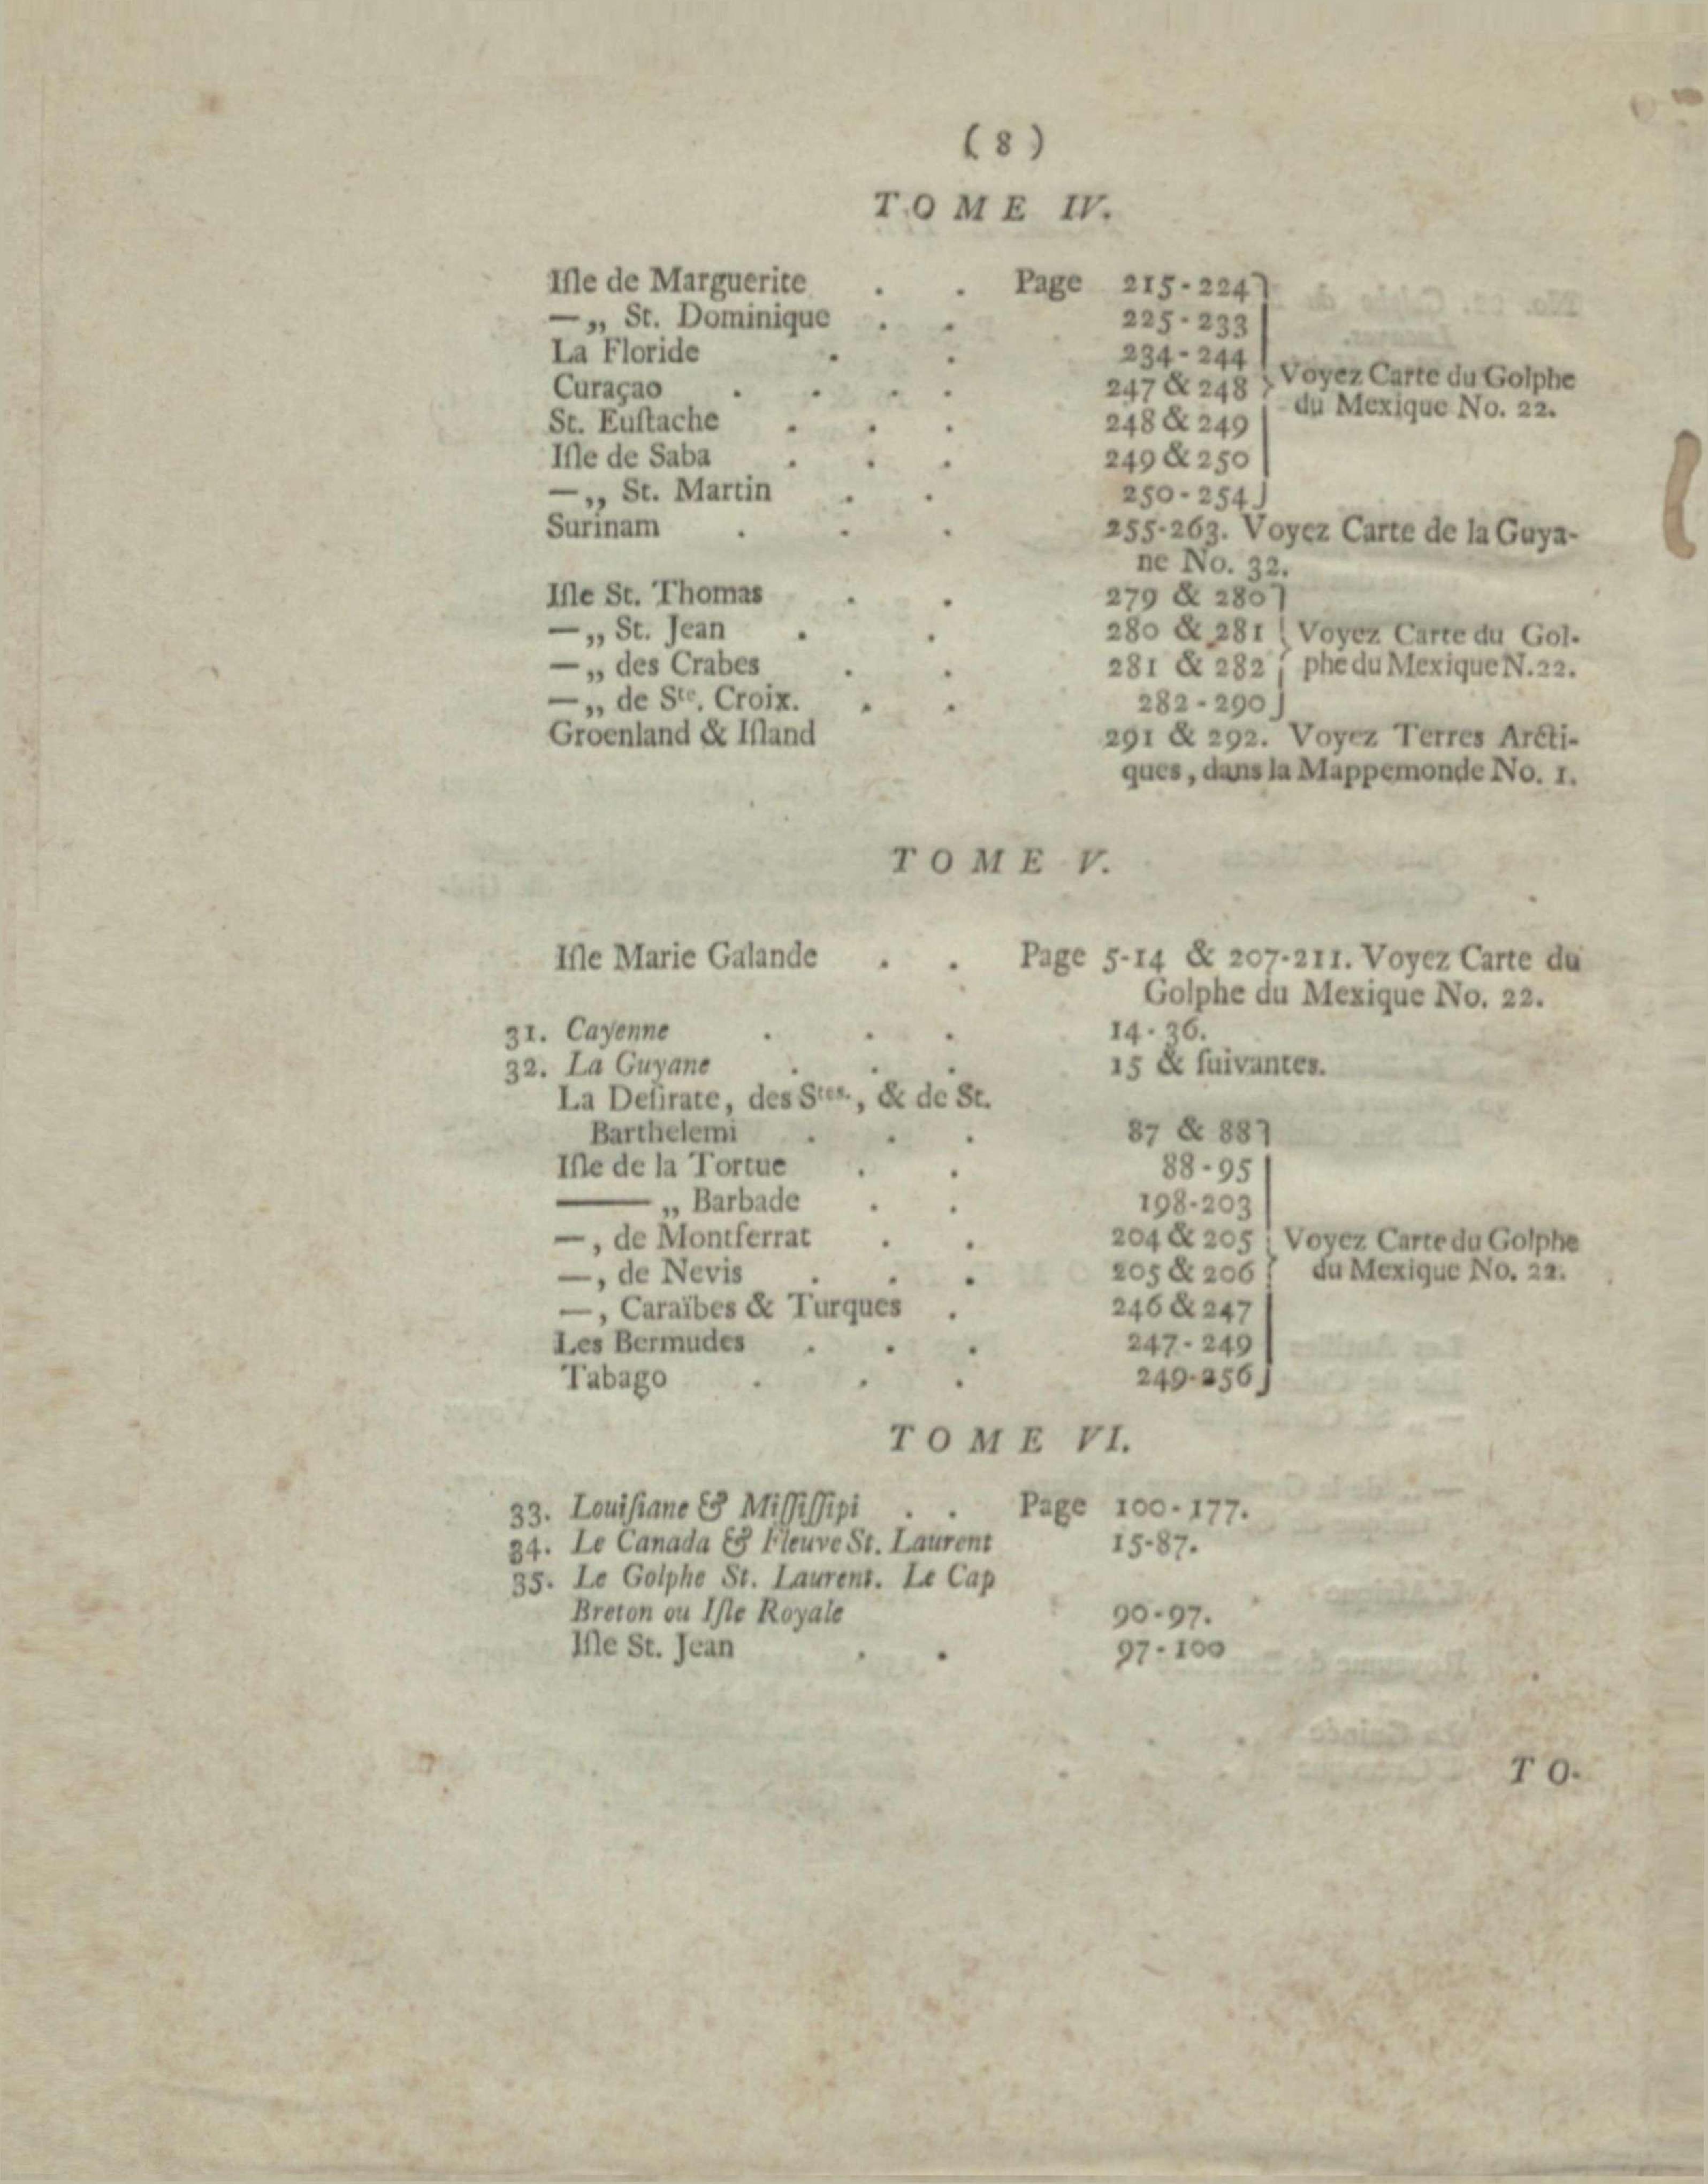 ( 8 )
TOME IV.
Iſle de Marguerite . . Page 215-224
—„ St. Dominique . . 225-233
La Floride . . 234-244
Curaçao . . . . 247 & 248 Voyez Carte du Golphe
St. Euſtache . . . 248 & 249 du Mexique No. 22.
Iſle de Saba . . . 249 & 250
—„ St. Martin . . 250-254
Surinam . . . 255-263. Voyez Carte de la Guya-
ne No. 32.
Iſle St. Thomas . . 279 & 280
—„ St. Jean . . 280 & 281 Voyez Carte du Gol-
—„ des Crabes . . 281 & 282 phe du Mexique N. 22.
—„ de Ste. Croix. . . 282-290
Groenland & Iſland 291 & 292. Voyez Terres Arcti-
ques, dans la Mappemonde No. 1.
TOME V.
Iſle Marie Galande . . Page 5-14 & 207-211. Voyez Carte du
Golphe du Mexique No. 22.
31. Cayenne . . . 14-36.
32. La Guyane . . . 15 & ſuivantes.
La Deſirate, des Stes., & de St.
Barthelemi . . . 87 & 88
Iſle de la Tortue . . 88-95
—— „ Barbade . . 198-203
—, de Montſerrat . . 204 & 205 Voyez Carte du Golphe
—, de Nevis . . . 205 & 206 du Mexique No. 22.
—, Caraïbes & Turques . 246 & 247
Les Bermudes . . . 247-249
Tabago . . . 249-256
TOME VI.
33. Louiſiane & Miſſiſſipi . . Page 100-177.
34. Le Canada & Fleuve St. Laurent 15-87.
35. Le Golphe St. Laurent. Le Cap
Breton ou Iſle Royale 90-97.
Iſle St. Jean . . 97-100
TO-